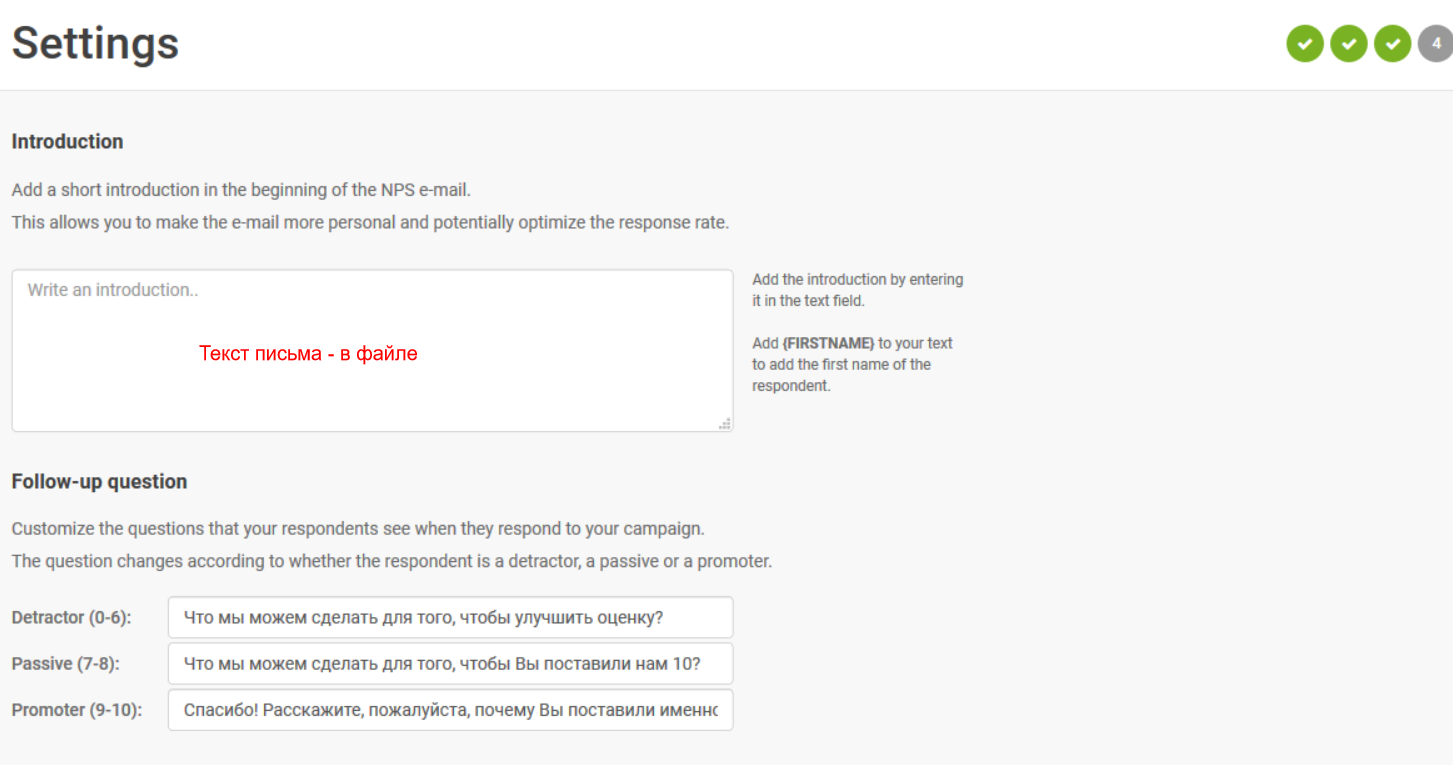 Settings
4
Introduction
Add a short introduction in the beginning of the NPS e-mail.
This allows you to make the e-mail more personal and potentially optimize the response rate.
Write an introduction..
Текст письма - в файле
Add the introduction by entering
it in the text field.
Add {FIRSTNAME} to your text
to add the first name of the
respondent.
Follow-up question
Customize the questions that your respondents see when they respond to your campaign.
The question changes according to whether the respondent is a detractor, a passive or a promoter.
Detractor (0-6): Что мы можем сделать для того, чтобы улучшить оценку?
Passive (7-8): Что мы можем сделать для того, чтобы Вы поставили нам 10?
Promoter (9-10): Спасибо! Расскажите, пожалуйста, почему Вы поставили